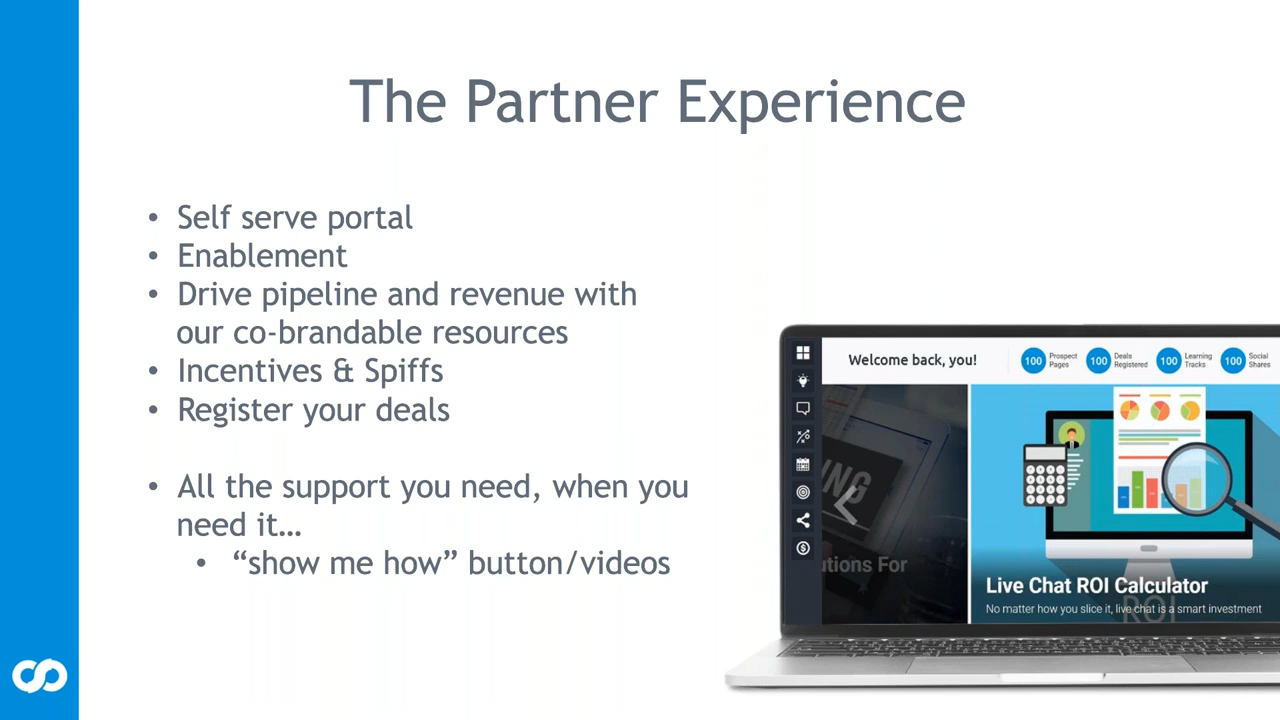 The Partner Experience
• Self serve portal
• Enablement
• Drive pipeline and revenue with
our co-brandable resources
• Incentives & Spiffs
• Register your deals
• All the support you need, when you
need it…
• “show me how” button/videos
Welcome back, you!
100 Prospect Pages
100 Deals Registered
100 Learning Tracks
100 Social Shares
ING
utions For
Live Chat ROI Calculator
No matter how you slice it, live chat is a smart investment
ROI